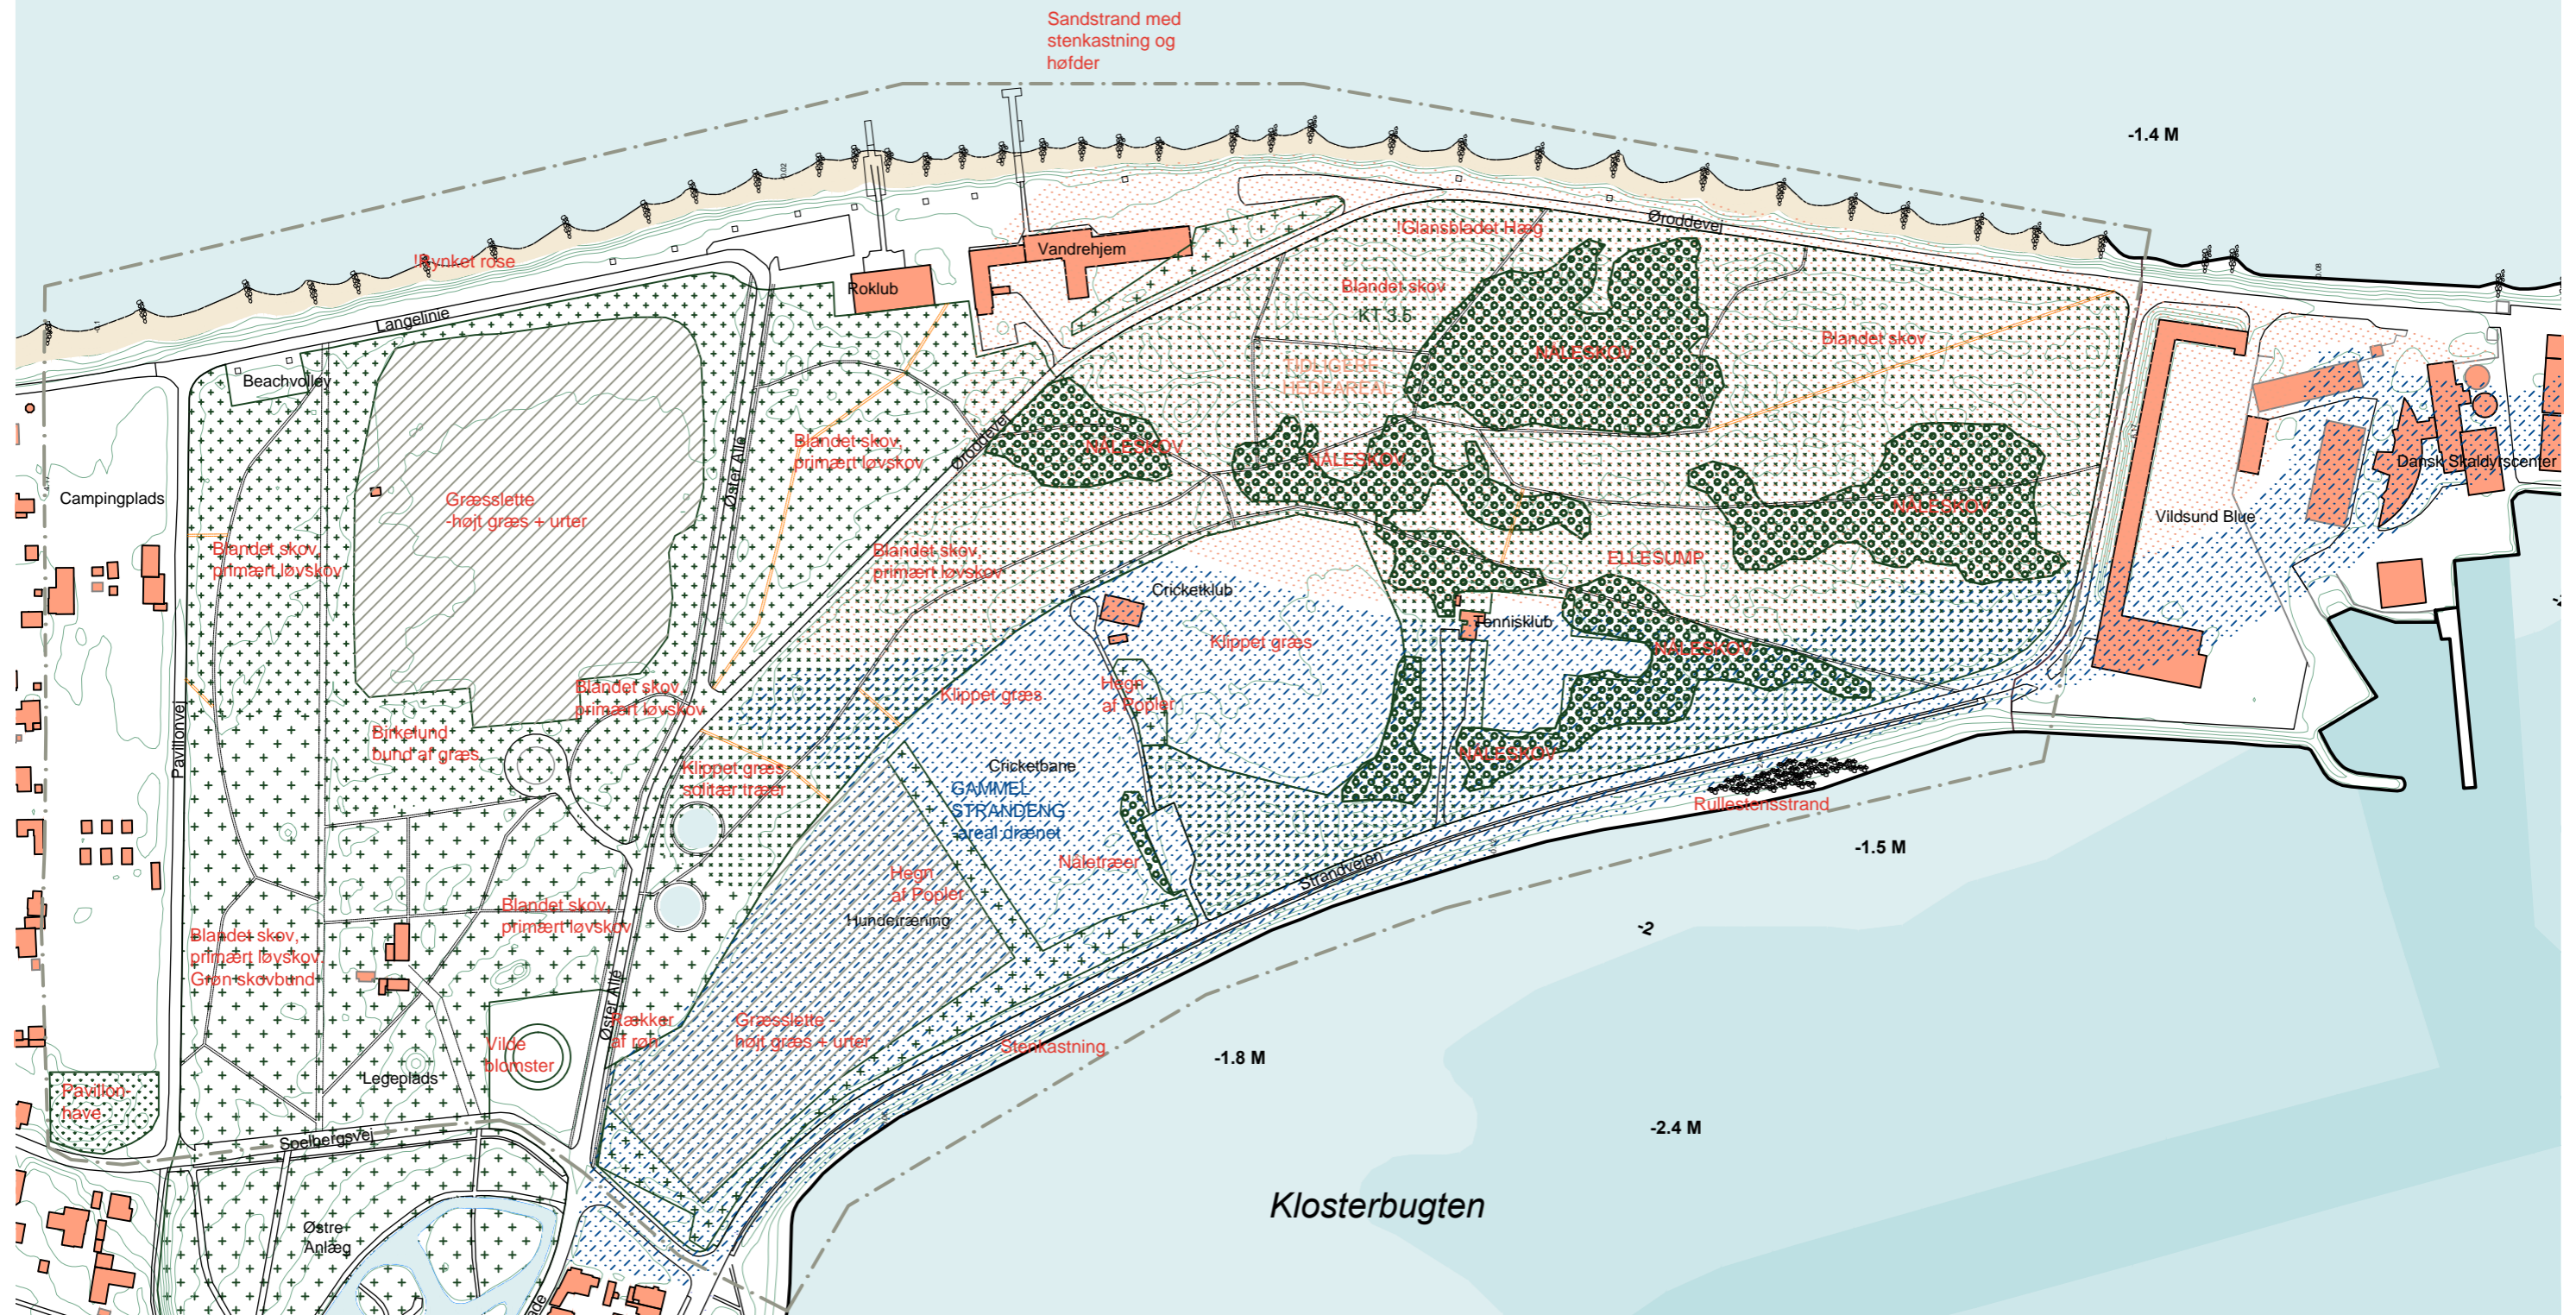 Sandstrand med
stenkastning og
høfder
-1.4 M
!Rynket rose
Langelinie
Roklub
Vandrehjem
!Glansbladet Hæg
Øroddevej
Blandet skov
KT 3.5
NÅLESKOV
Blandet skov
TIDLIGERE
HEDEAREAL
Beachvolley
Campingplads
Græsslette
-højt græs + urter
Øster Alle
Blandet skov,
primært løvskov
Øroddevej
NÅLESKOV
NÅLESKOV
NÅLESKOV
Dansk Skaldyrscenter
Vildsund Blue
Blandet skov,
primært løvskov
Blandet skov,
primært løvskov
ELLESUMP
Cricketklub
Klippet græs
Tennisklub
NÅLESKOV
Blandet skov,
primært løvskov
Klippet græs
Hegn
af Popler
Pavillonvej
Birkelund
bund af græs
Klippet græs
solitær træer
Cricketbane
GAMMEL
STRANDENG
-areal drænet
NÅLESKOV
Rullestensstrand
-1.5 M
Nåletræer
Strandvejen
Hegn
af Popler
Hundetræning
-2
Blandet skov,
primært løvskov
Blandet skov,
primært løvskov.
Grøn skovbund
Øster Allé
Rækker
af røn
Græsslette -
højt græs + urter
Stenkastning
-1.8 M
Vilde
blomster
Legeplads
Pavillon-
have
Spelbergsvej
-2.4 M
Klosterbugten
Østre
Anlæg